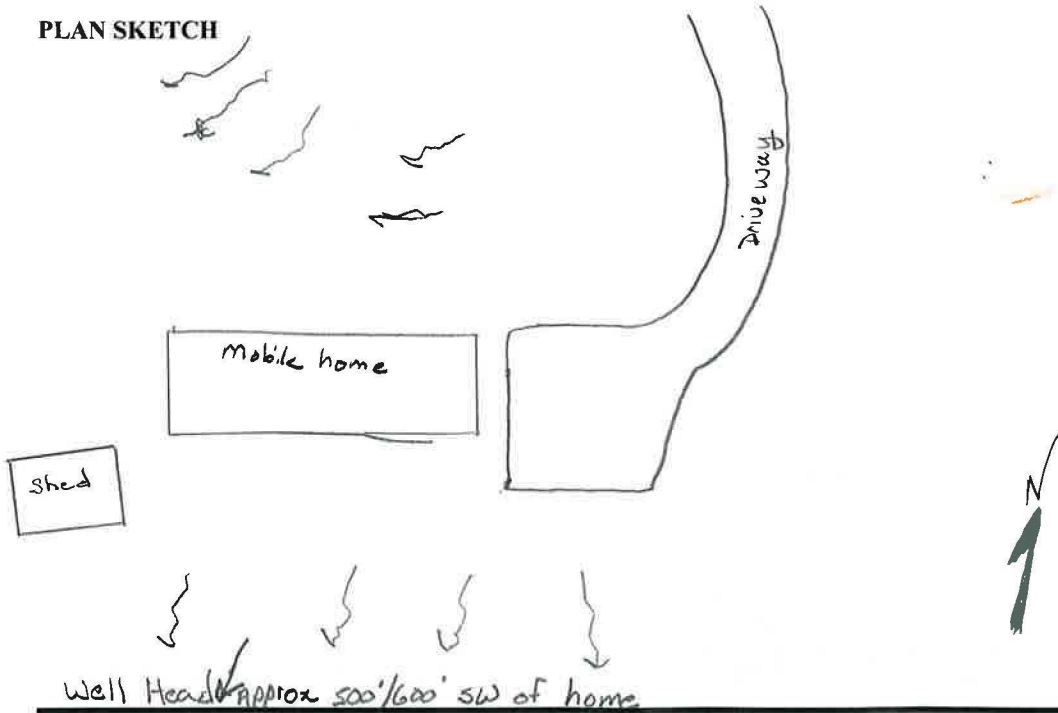 PLAN SKETCH
Driveway
Mobile home
Shed
N
Well Head Approx 500'/600' SW of home